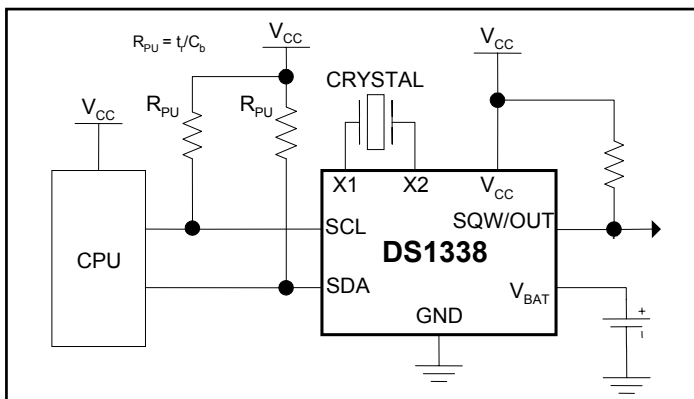 R_PU = t_r/C_b
V_CC
V_CC
CRYSTAL
V_CC
R_PU
R_PU
X1
X2
V_CC
SCL
SQW/OUT
CPU
DS1338
SDA
V_BAT
GND
+
–